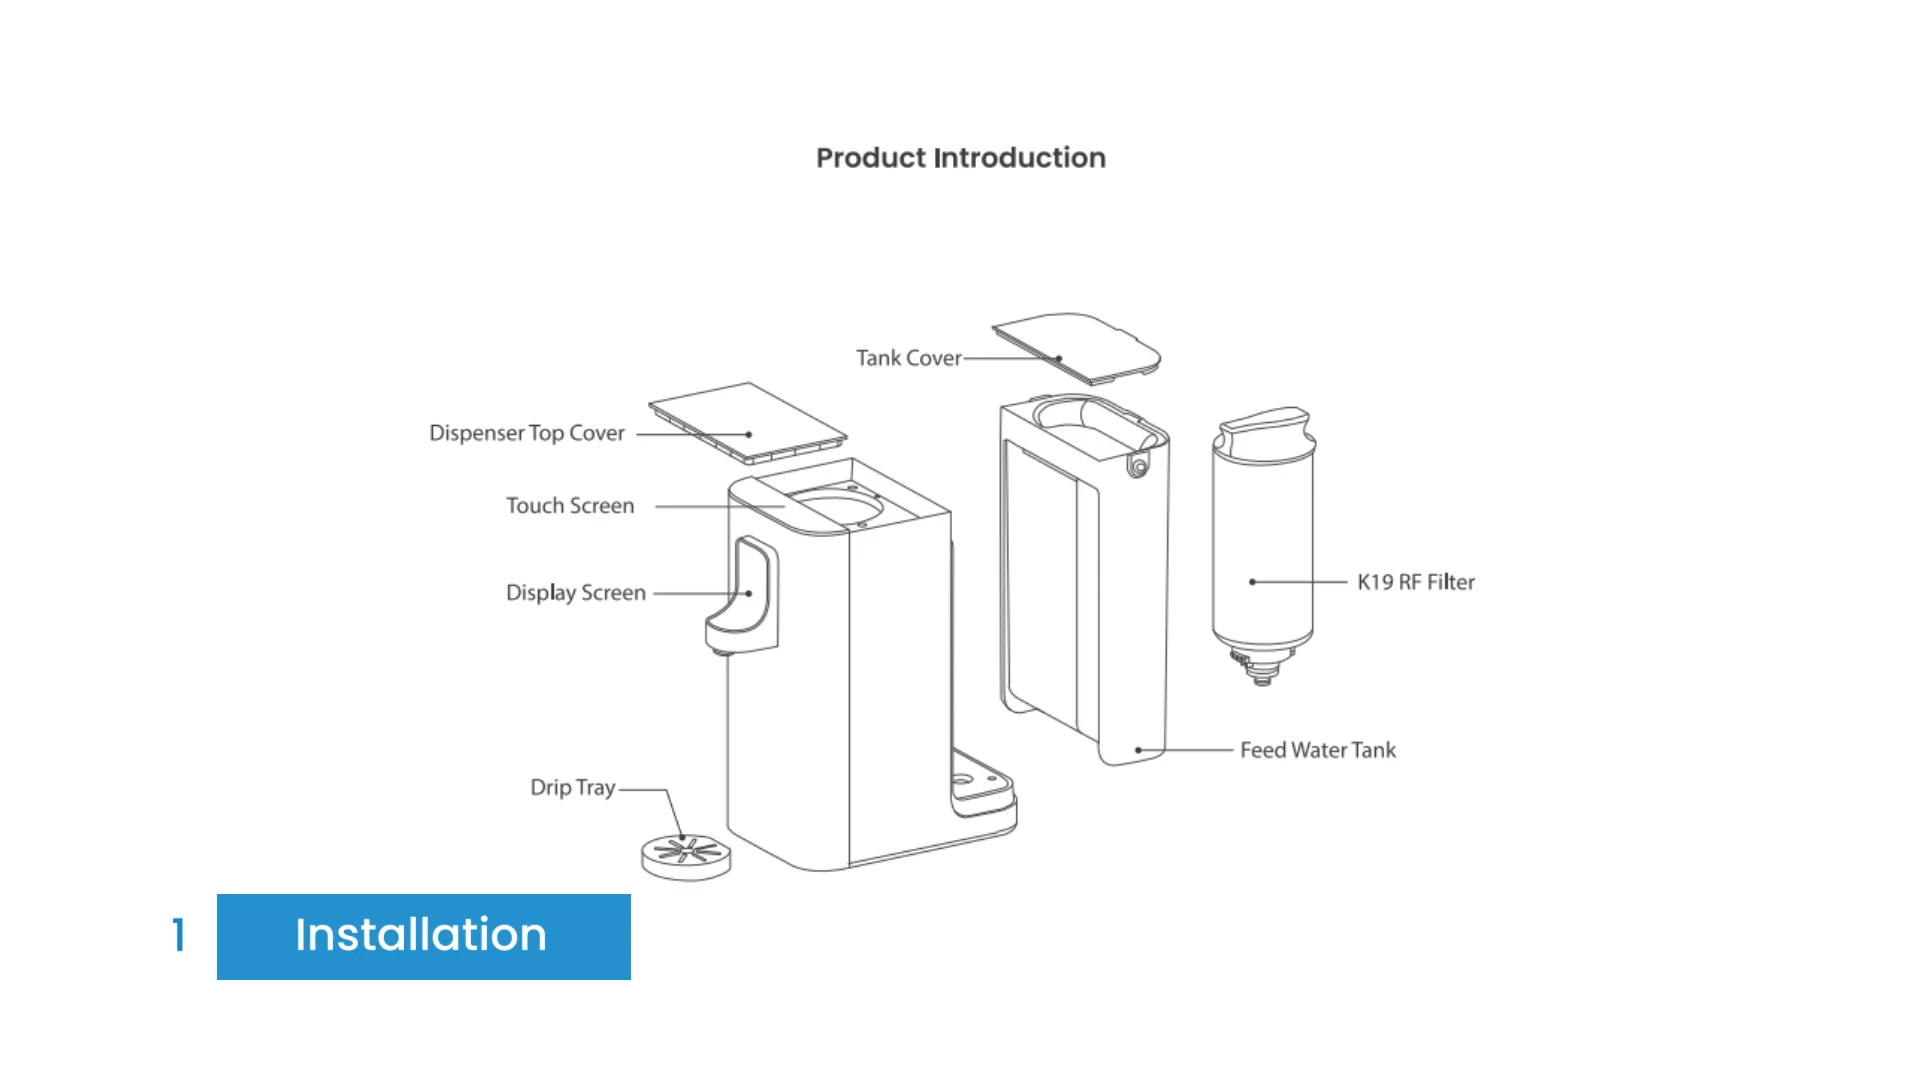 Product Introduction
Tank Cover
Dispenser Top Cover
Touch Screen
Display Screen
K19 RF Filter
Feed Water Tank
Drip Tray
1 Installation